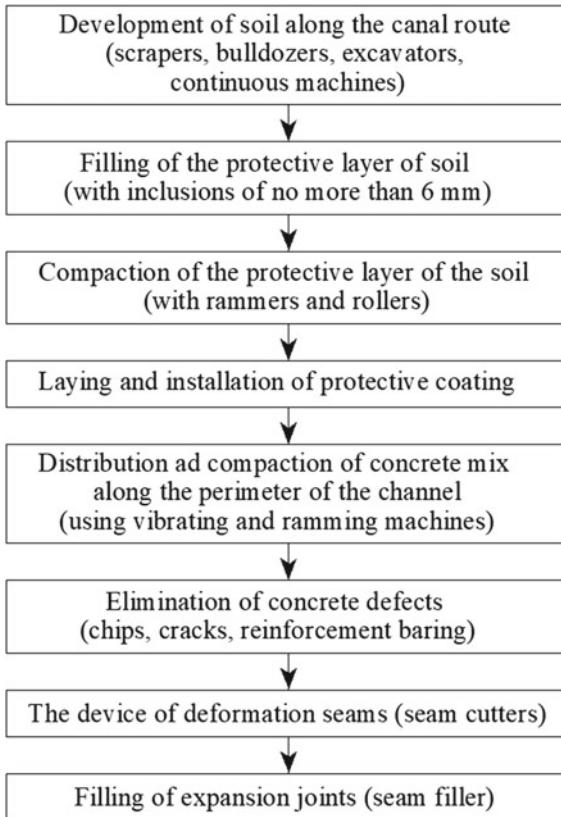 Development of soil along the canal route
(scrapers, bulldozers, excavators,
continuous machines)
Filling of the protective layer of soil
(with inclusions of no more than 6 mm)
Compaction of the protective layer of the soil
(with rammers and rollers)
Laying and installation of protective coating
Distribution ad compaction of concrete mix
along the perimeter of the channel
(using vibrating and ramming machines)
Elimination of concrete defects
(chips, cracks, reinforcement baring)
The device of deformation seams (seam cutters)
Filling of expansion joints (seam filler)